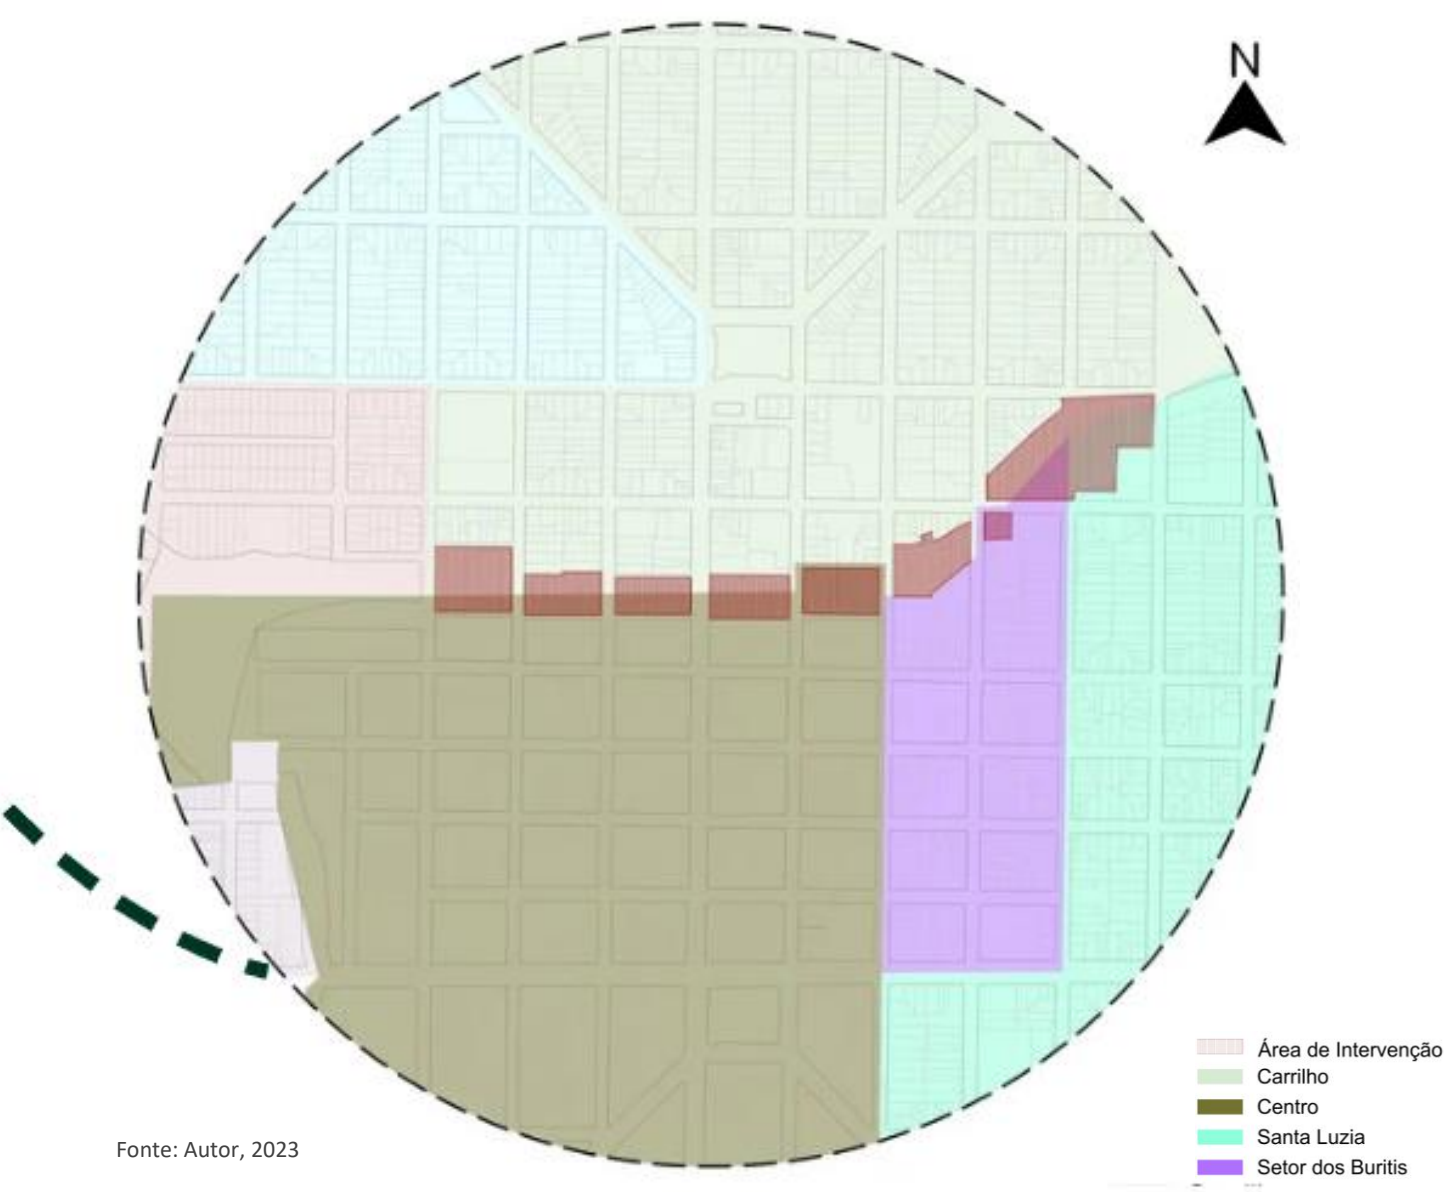 N
Área de Intervenção
Carrilho
Centro
Santa Luzia
Setor dos Buritis
Fonte: Autor, 2023